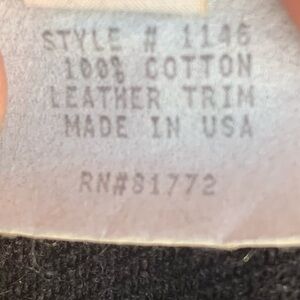 STYLE # 1146
100% COTTON
LEATHER TRIM
MADE IN USA
RN#81772